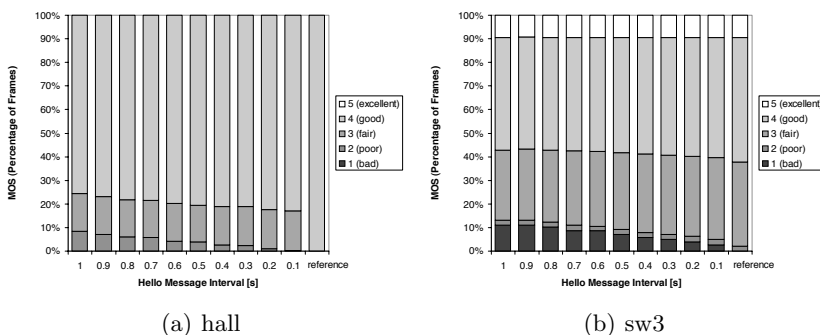 100%
90%
80%
70%
60%
50%
40%
30%
20%
10%
0%
MOS (Percentage of Frames)
1 0.9 0.8 0.7 0.6 0.5 0.4 0.3 0.2 0.1 reference
Hello Message Interval [s]
5 (excellent)
4 (good)
3 (fair)
2 (poor)
1 (bad)
(a) hall
100%
90%
80%
70%
60%
50%
40%
30%
20%
10%
0%
MOS (Percentage of Frames)
1 0.9 0.8 0.7 0.6 0.5 0.4 0.3 0.2 0.1 reference
Hello Message Interval [s]
5 (excellent)
4 (good)
3 (fair)
2 (poor)
1 (bad)
(b) sw3